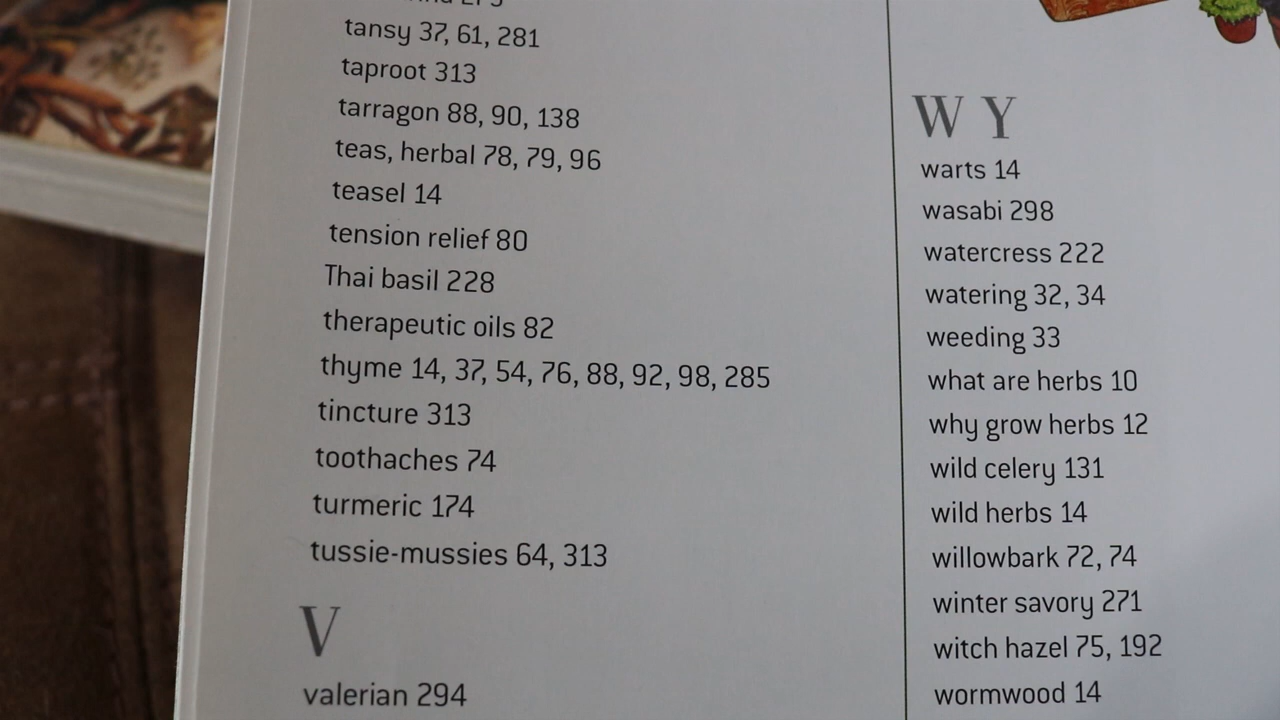 tansy 37, 61, 281
taproot 313
tarragon 88, 90, 138
teas, herbal 78, 79, 96
teasel 14
tension relief 80
Thai basil 228
therapeutic oils 82
thyme 14, 37, 54, 76, 88, 92, 98, 285
tincture 313
toothaches 74
turmeric 174
tussie-mussies 64, 313
V
valerian 294
W Y
warts 14
wasabi 298
watercress 222
watering 32, 34
weeding 33
what are herbs 10
why grow herbs 12
wild celery 131
wild herbs 14
willowbark 72, 74
winter savory 271
witch hazel 75, 192
wormwood 14